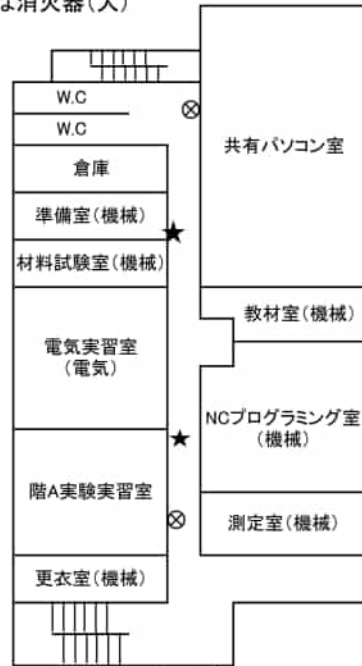 は消火器(大)
W.C
W.C
倉庫
準備室(機械)
材料試験室(機械)
電気実習室
(電気)
階A実験実習室
更衣室(機械)
共有パソコン室
教材室(機械)
NCプログラミング室
(機械)
測定室(機械)